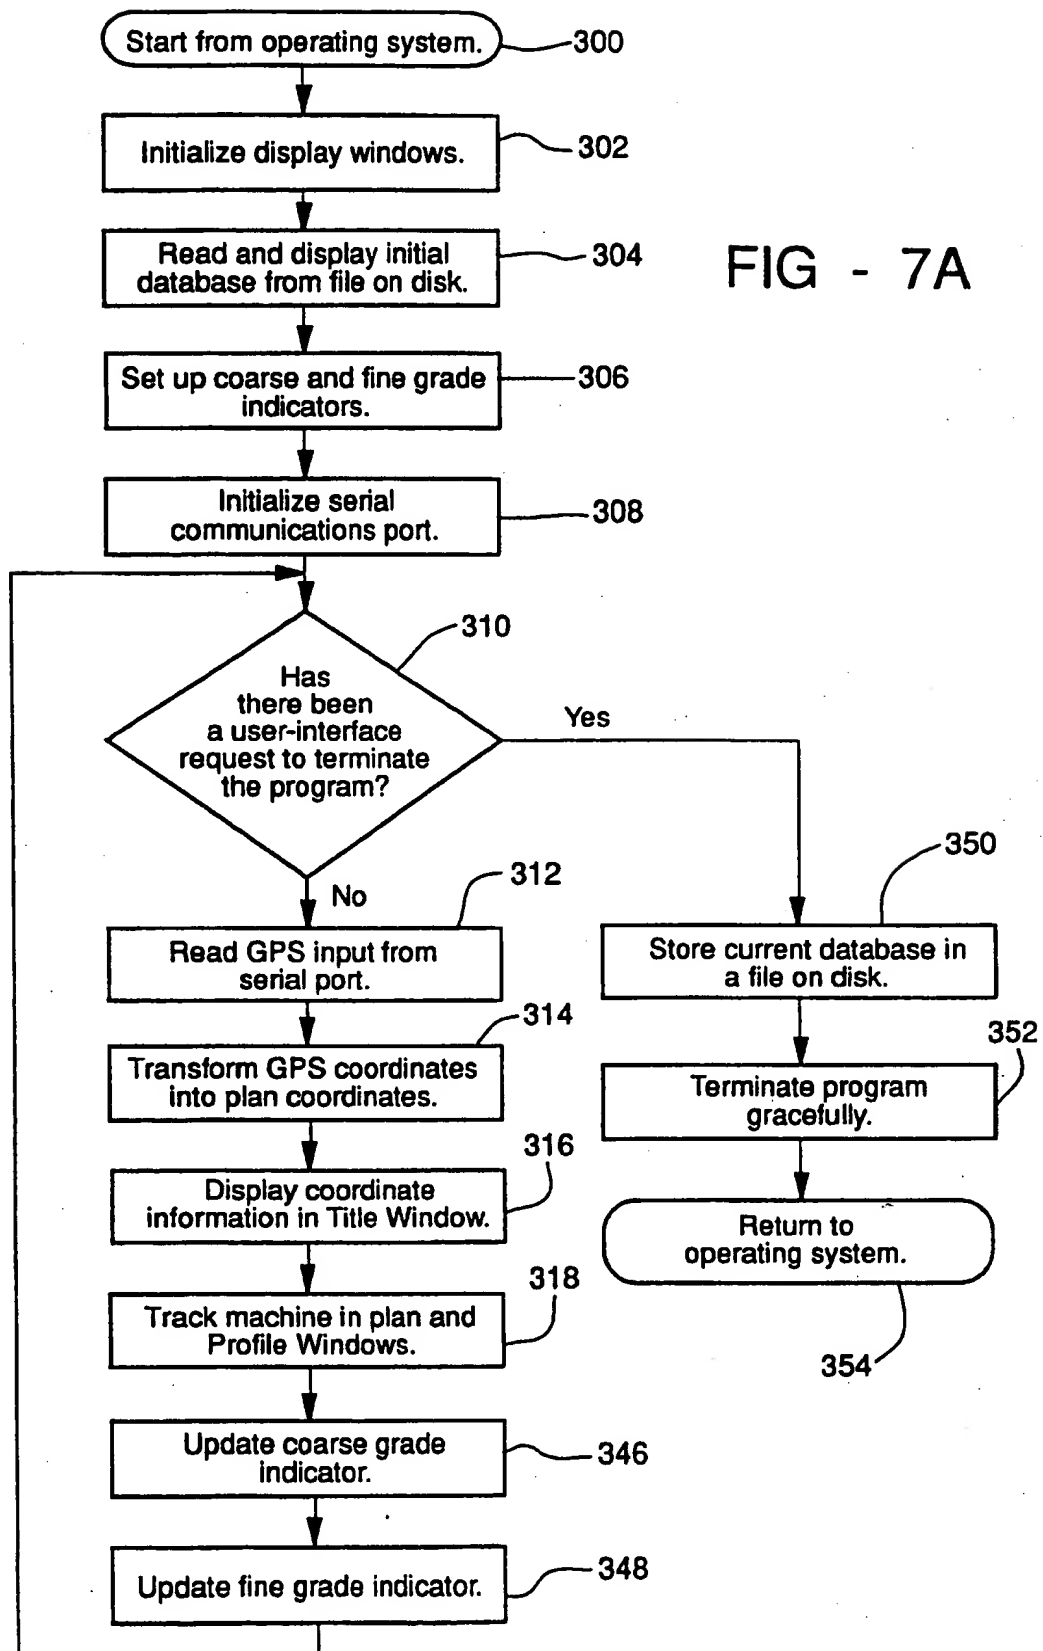 Start from operating system.
300
Initialize display windows.
302
Read and display initial
database from file on disk.
304
FIG - 7A
Set up coarse and fine grade
indicators.
306
Initialize serial
communications port.
308
310
Has
there been
a user-interface
request to terminate
the program?
Yes
No
312
Read GPS input from
serial port.
314
Transform GPS coordinates
into plan coordinates.
316
Display coordinate
information in Title Window.
318
Track machine in plan and
Profile Windows.
Update coarse grade
indicator.
346
Update fine grade indicator.
348
350
Store current database in
a file on disk.
352
Terminate program
gracefully.
Return to
operating system.
354